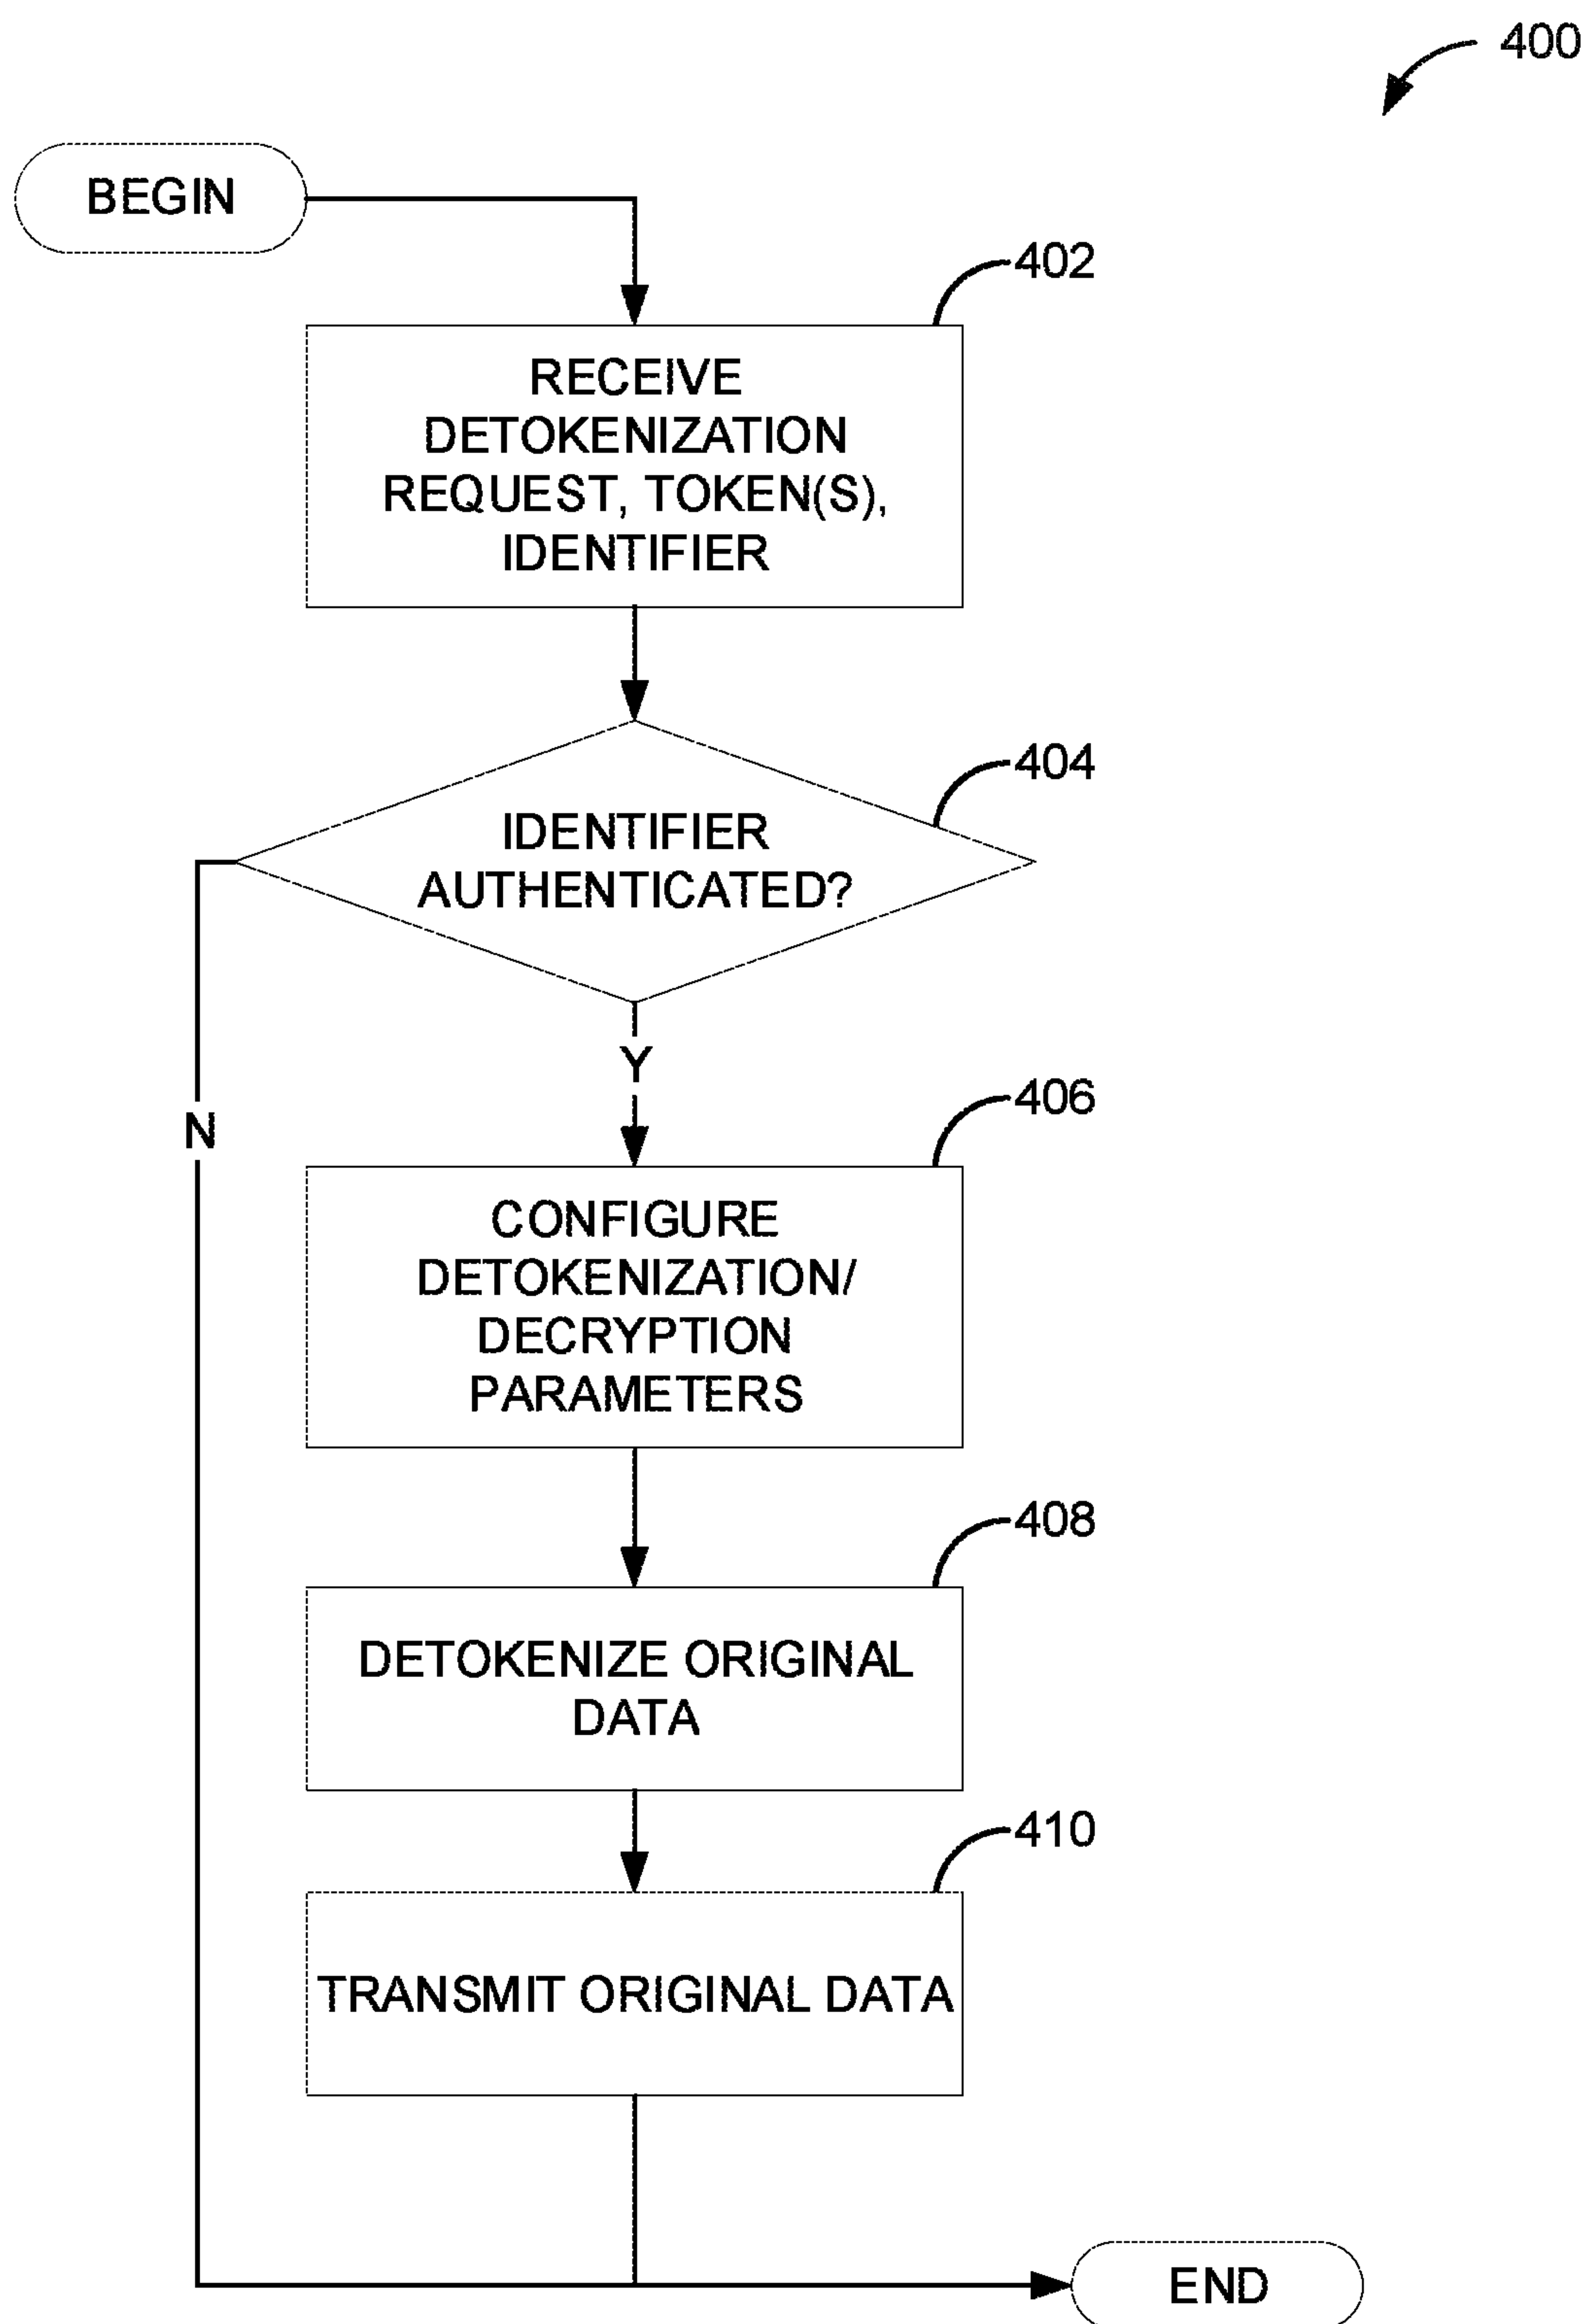 400
BEGIN
402
RECEIVE
DETOKENIZATION
REQUEST, TOKEN(S),
IDENTIFIER
404
IDENTIFIER
AUTHENTICATED?
Y
N
406
CONFIGURE
DETOKENIZATION/
DECRYPTION
PARAMETERS
408
DETOKENIZE ORIGINAL
DATA
410
TRANSMIT ORIGINAL DATA
END